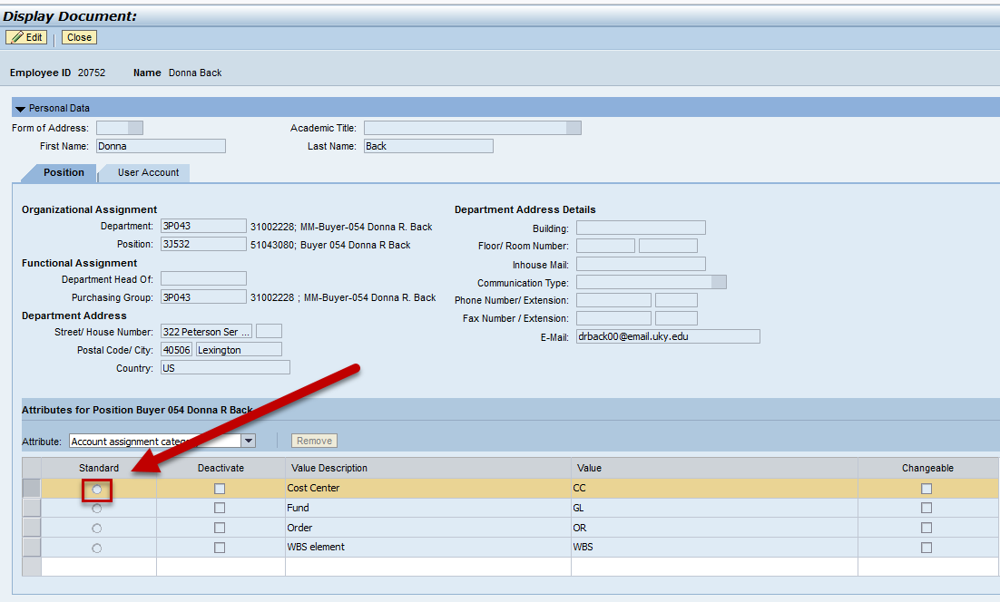 Display Document:
Edit Close
Employee ID 20752 Name Donna Back
Personal Data
Form of Address: Academic Title:
First Name: Donna Last Name: Back
Position User Account
Organizational Assignment Department Address Details
Department: 3P043 31002228; MM-Buyer-054 Donna R. Back Building:
Position: 3J532 51043080; Buyer 054 Donna R Back Floor/ Room Number:
Functional Assignment Inhouse Mail:
Department Head Of: Communication Type:
Purchasing Group: 3P043 31002228 ; MM-Buyer-054 Donna R. Back Phone Number/ Extension:
Department Address Fax Number / Extension:
Street/ House Number: 322 Peterson Ser ... E-Mail: drback00@email.uky.edu
Postal Code/ City: 40506 Lexington
Country: US
Attributes for Position Buyer 054 Donna R Back
Attribute: Account assignment Remove
Standard Deactivate Value Description Value Changeable
Cost Center CC
Fund GL
Order OR
WBS element WBS